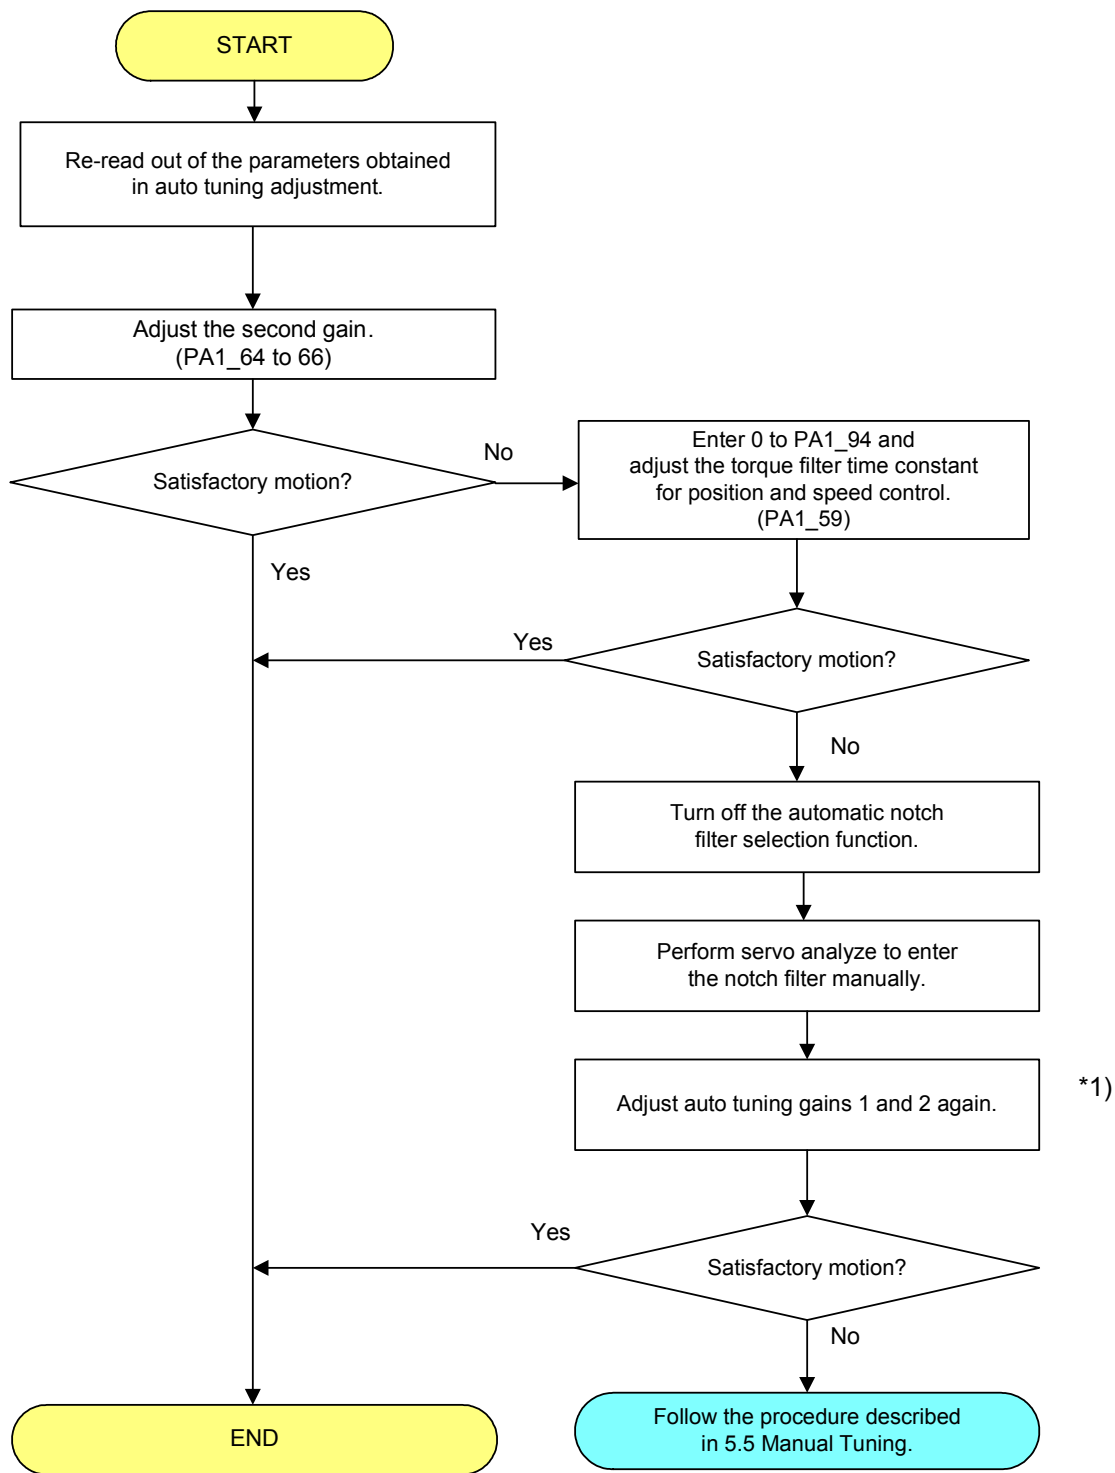 START
Re-read out of the parameters obtained
in auto tuning adjustment.
Adjust the second gain.
(PA1_64 to 66)
Satisfactory motion?
No
Enter 0 to PA1_94 and
adjust the torque filter time constant
for position and speed control.
(PA1_59)
Yes
Yes
Satisfactory motion?
No
Turn off the automatic notch
filter selection function.
Perform servo analyze to enter
the notch filter manually.
Adjust auto tuning gains 1 and 2 again.
*1)
Yes
Satisfactory motion?
No
END
Follow the procedure described
in 5.5 Manual Tuning.